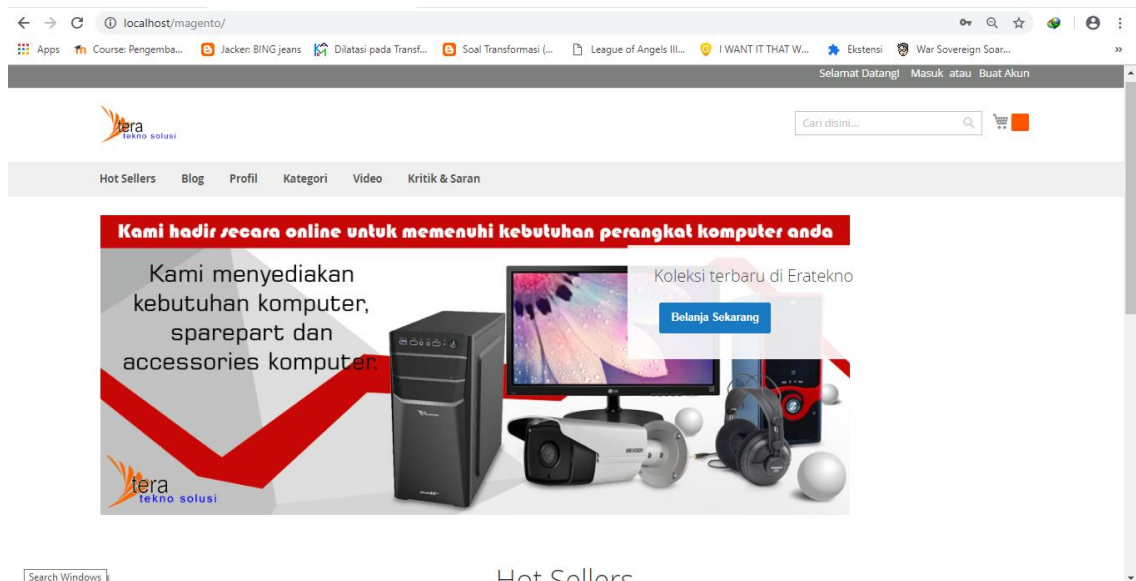 localhost/magento/
Apps Course: Pengemba... Jacker: BING jeans Dilatasi pada Transf... Soal Transformasi (... League of Angels III... I WANT IT THAT W... Ekstensi War Sovereign Soar... »
Selamat Datang! Masuk atau Buat Akun
tera
tekno solusi
Cari disini...
Hot Sellers Blog Profil Kategori Video Kritik & Saran
Kami hadir secara online untuk memenuhi kebutuhan perangkat komputer anda
Kami menyediakan
kebutuhan komputer,
sparepart dan
accessories komputer.
Koleksi terbaru di Eratekno
Belanja Sekarang
LG
HIKVISION
tera
tekno solusi
Hot Sellers
Search Windows